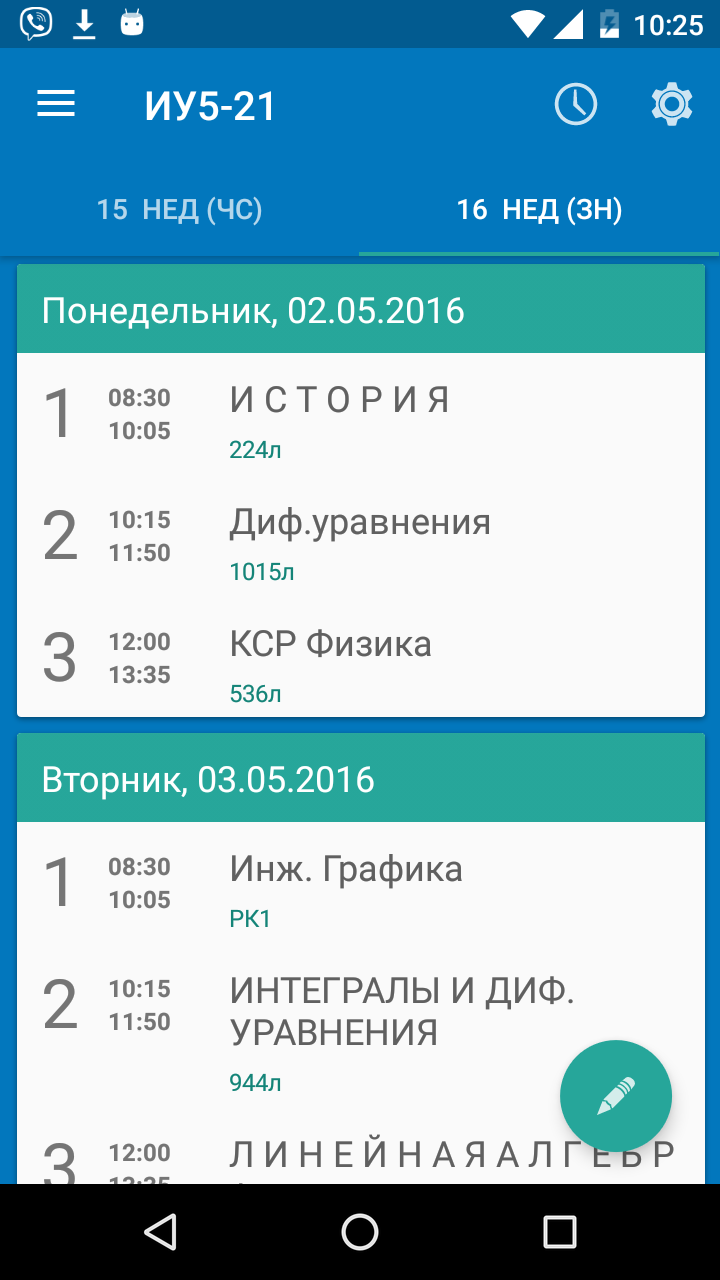 10:25
ИУ5-21
15 НЕД (ЧС)
16 НЕД (ЗН)
Понедельник, 02.05.2016
1
08:30
10:05
И С Т О Р И Я
224л
2
10:15
11:50
Диф.уравнения
1015л
3
12:00
13:35
КСР Физика
536л
Вторник, 03.05.2016
1
08:30
10:05
Инж. Графика
РК1
2
10:15
11:50
ИНТЕГРАЛЫ И ДИФ.
УРАВНЕНИЯ
944л
3
12:00
13:35
Л И Н Е Й Н А Я А Л Г Е Б Р